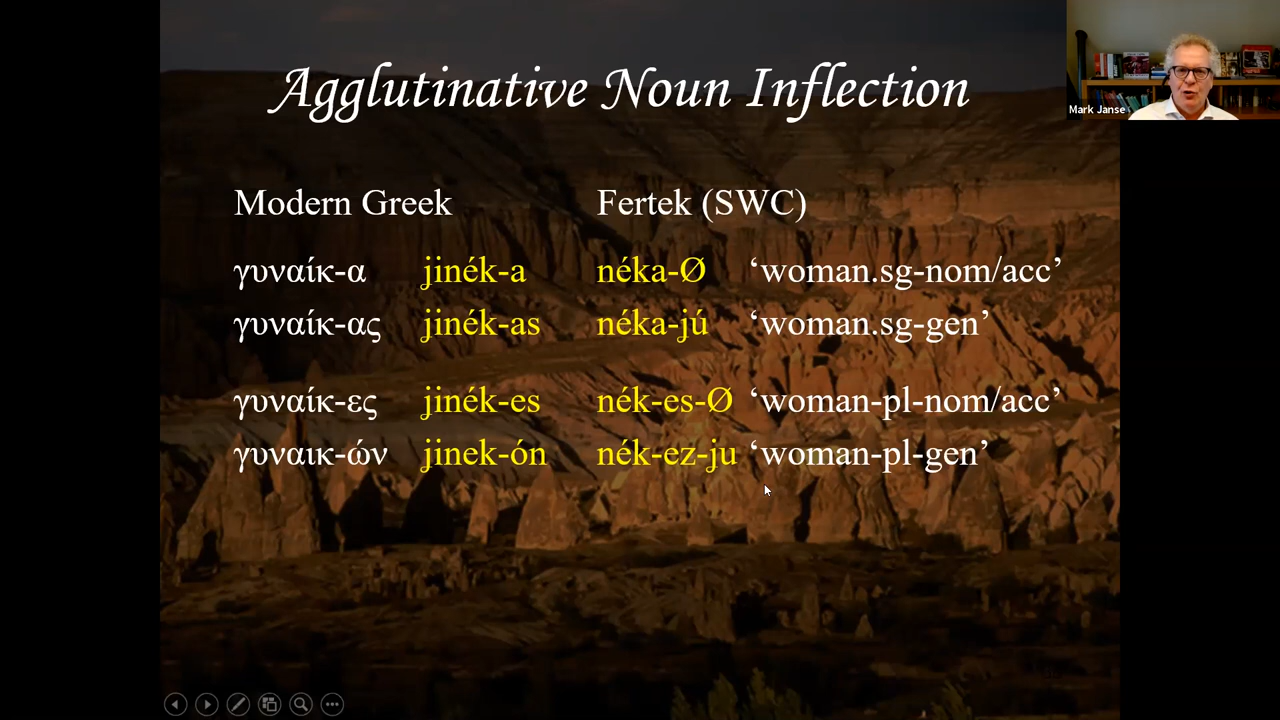 Agglutinative Noun Inflection
Mark Janse
Modern Greek Fertek (SWC)
γυναίκ-α jinék-a néka-Ø ‘woman.sg-nom/acc’
γυναίκ-ας jinék-as néka-jú ‘woman.sg-gen’
γυναίκ-ες jinék-es nék-es-Ø ‘woman-pl-nom/acc’
γυναικ-ών jinek-ón nék-ez-ju ‘woman-pl-gen’